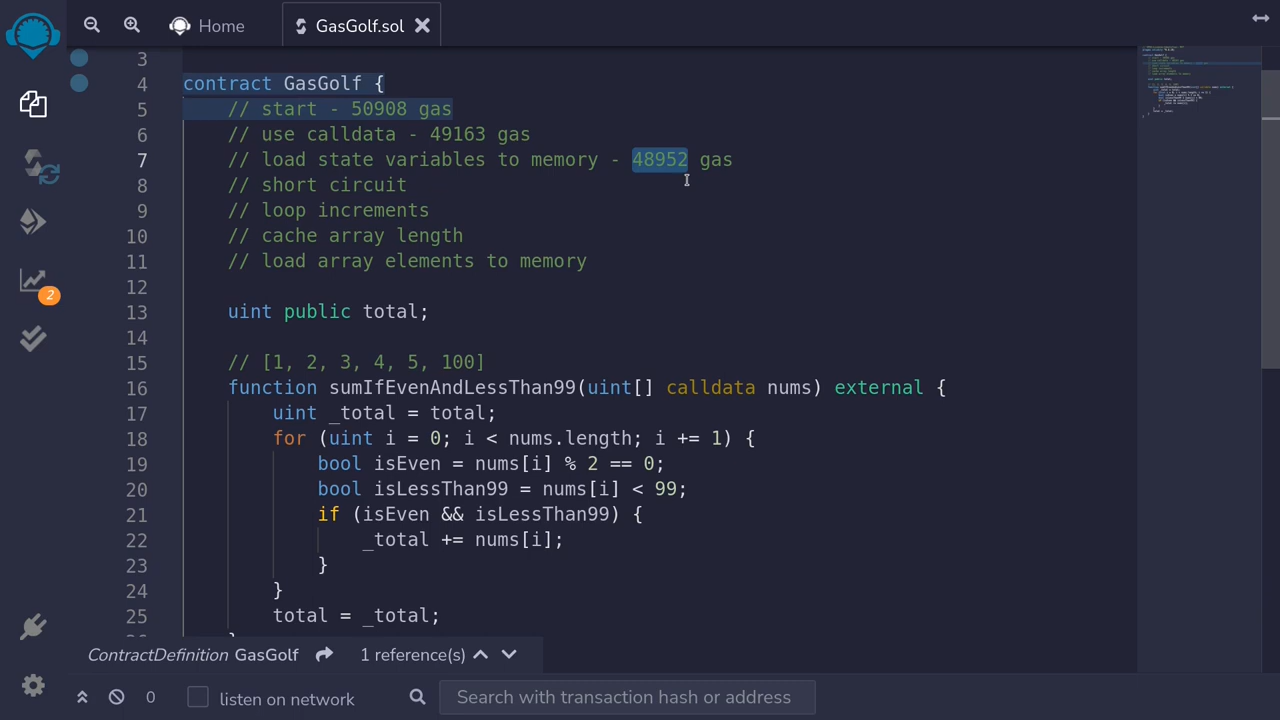 Home
GasGolf.sol
3
4 contract GasGolf {
5 // start - 50908 gas
6 // use calldata - 49163 gas
7 // load state variables to memory - 48952 gas
8 // short circuit
9 // loop increments
10 // cache array length
11 // load array elements to memory
12
13 uint public total;
14
15 // [1, 2, 3, 4, 5, 100]
16 function sumIfEvenAndLessThan99(uint[] calldata nums) external {
17 uint _total = total;
18 for (uint i = 0; i < nums.length; i += 1) {
19 bool isEven = nums[i] % 2 == 0;
20 bool isLessThan99 = nums[i] < 99;
21 if (isEven && isLessThan99) {
22 _total += nums[i];
23 }
24 }
25 total = _total;
2
ContractDefinition GasGolf 1 reference(s)
0 listen on network Search with transaction hash or address